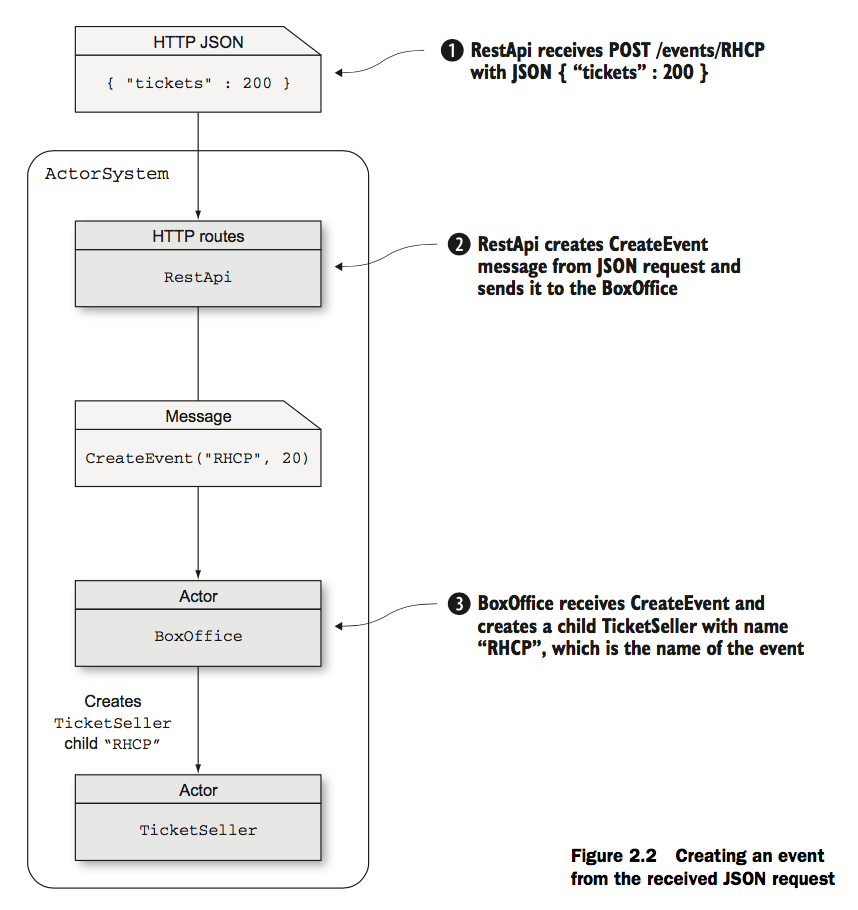 HTTP JSON
{ "tickets" : 200 }
1 RestApi receives POST /events/RHCP
with JSON { “tickets” : 200 }
ActorSystem
HTTP routes
RestApi
2 RestApi creates CreateEvent
message from JSON request and
sends it to the BoxOffice
Message
CreateEvent("RHCP", 20)
Actor
BoxOffice
3 BoxOffice receives CreateEvent and
creates a child TicketSeller with name
“RHCP”, which is the name of the event
Creates
TicketSeller
child “RHCP”
Actor
TicketSeller
Figure 2.2 Creating an event
from the received JSON request